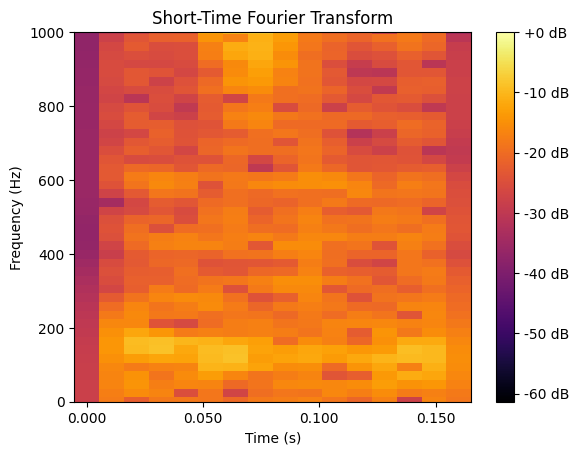 Short-Time Fourier Transform
1000
800
600
400
200
0
Frequency (Hz)
0.000
0.050
0.100
0.150
Time (s)
+0 dB
-10 dB
-20 dB
-30 dB
-40 dB
-50 dB
-60 dB